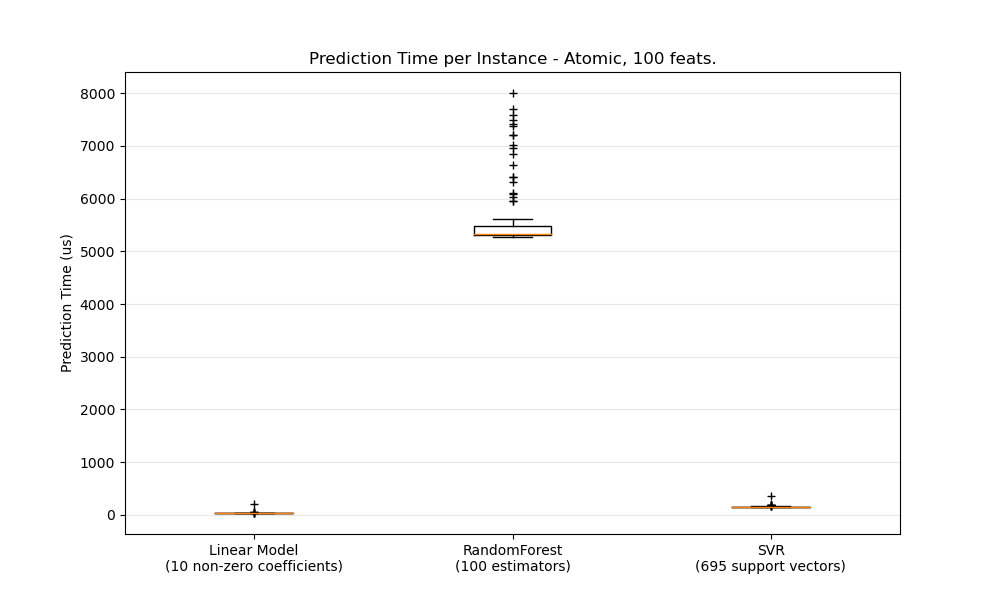 Prediction Time per Instance - Atomic, 100 feats.
8000
7000
6000
5000
4000
3000
2000
1000
0
Prediction Time (us)
Linear Model
(10 non-zero coefficients)
RandomForest
(100 estimators)
SVR
(695 support vectors)